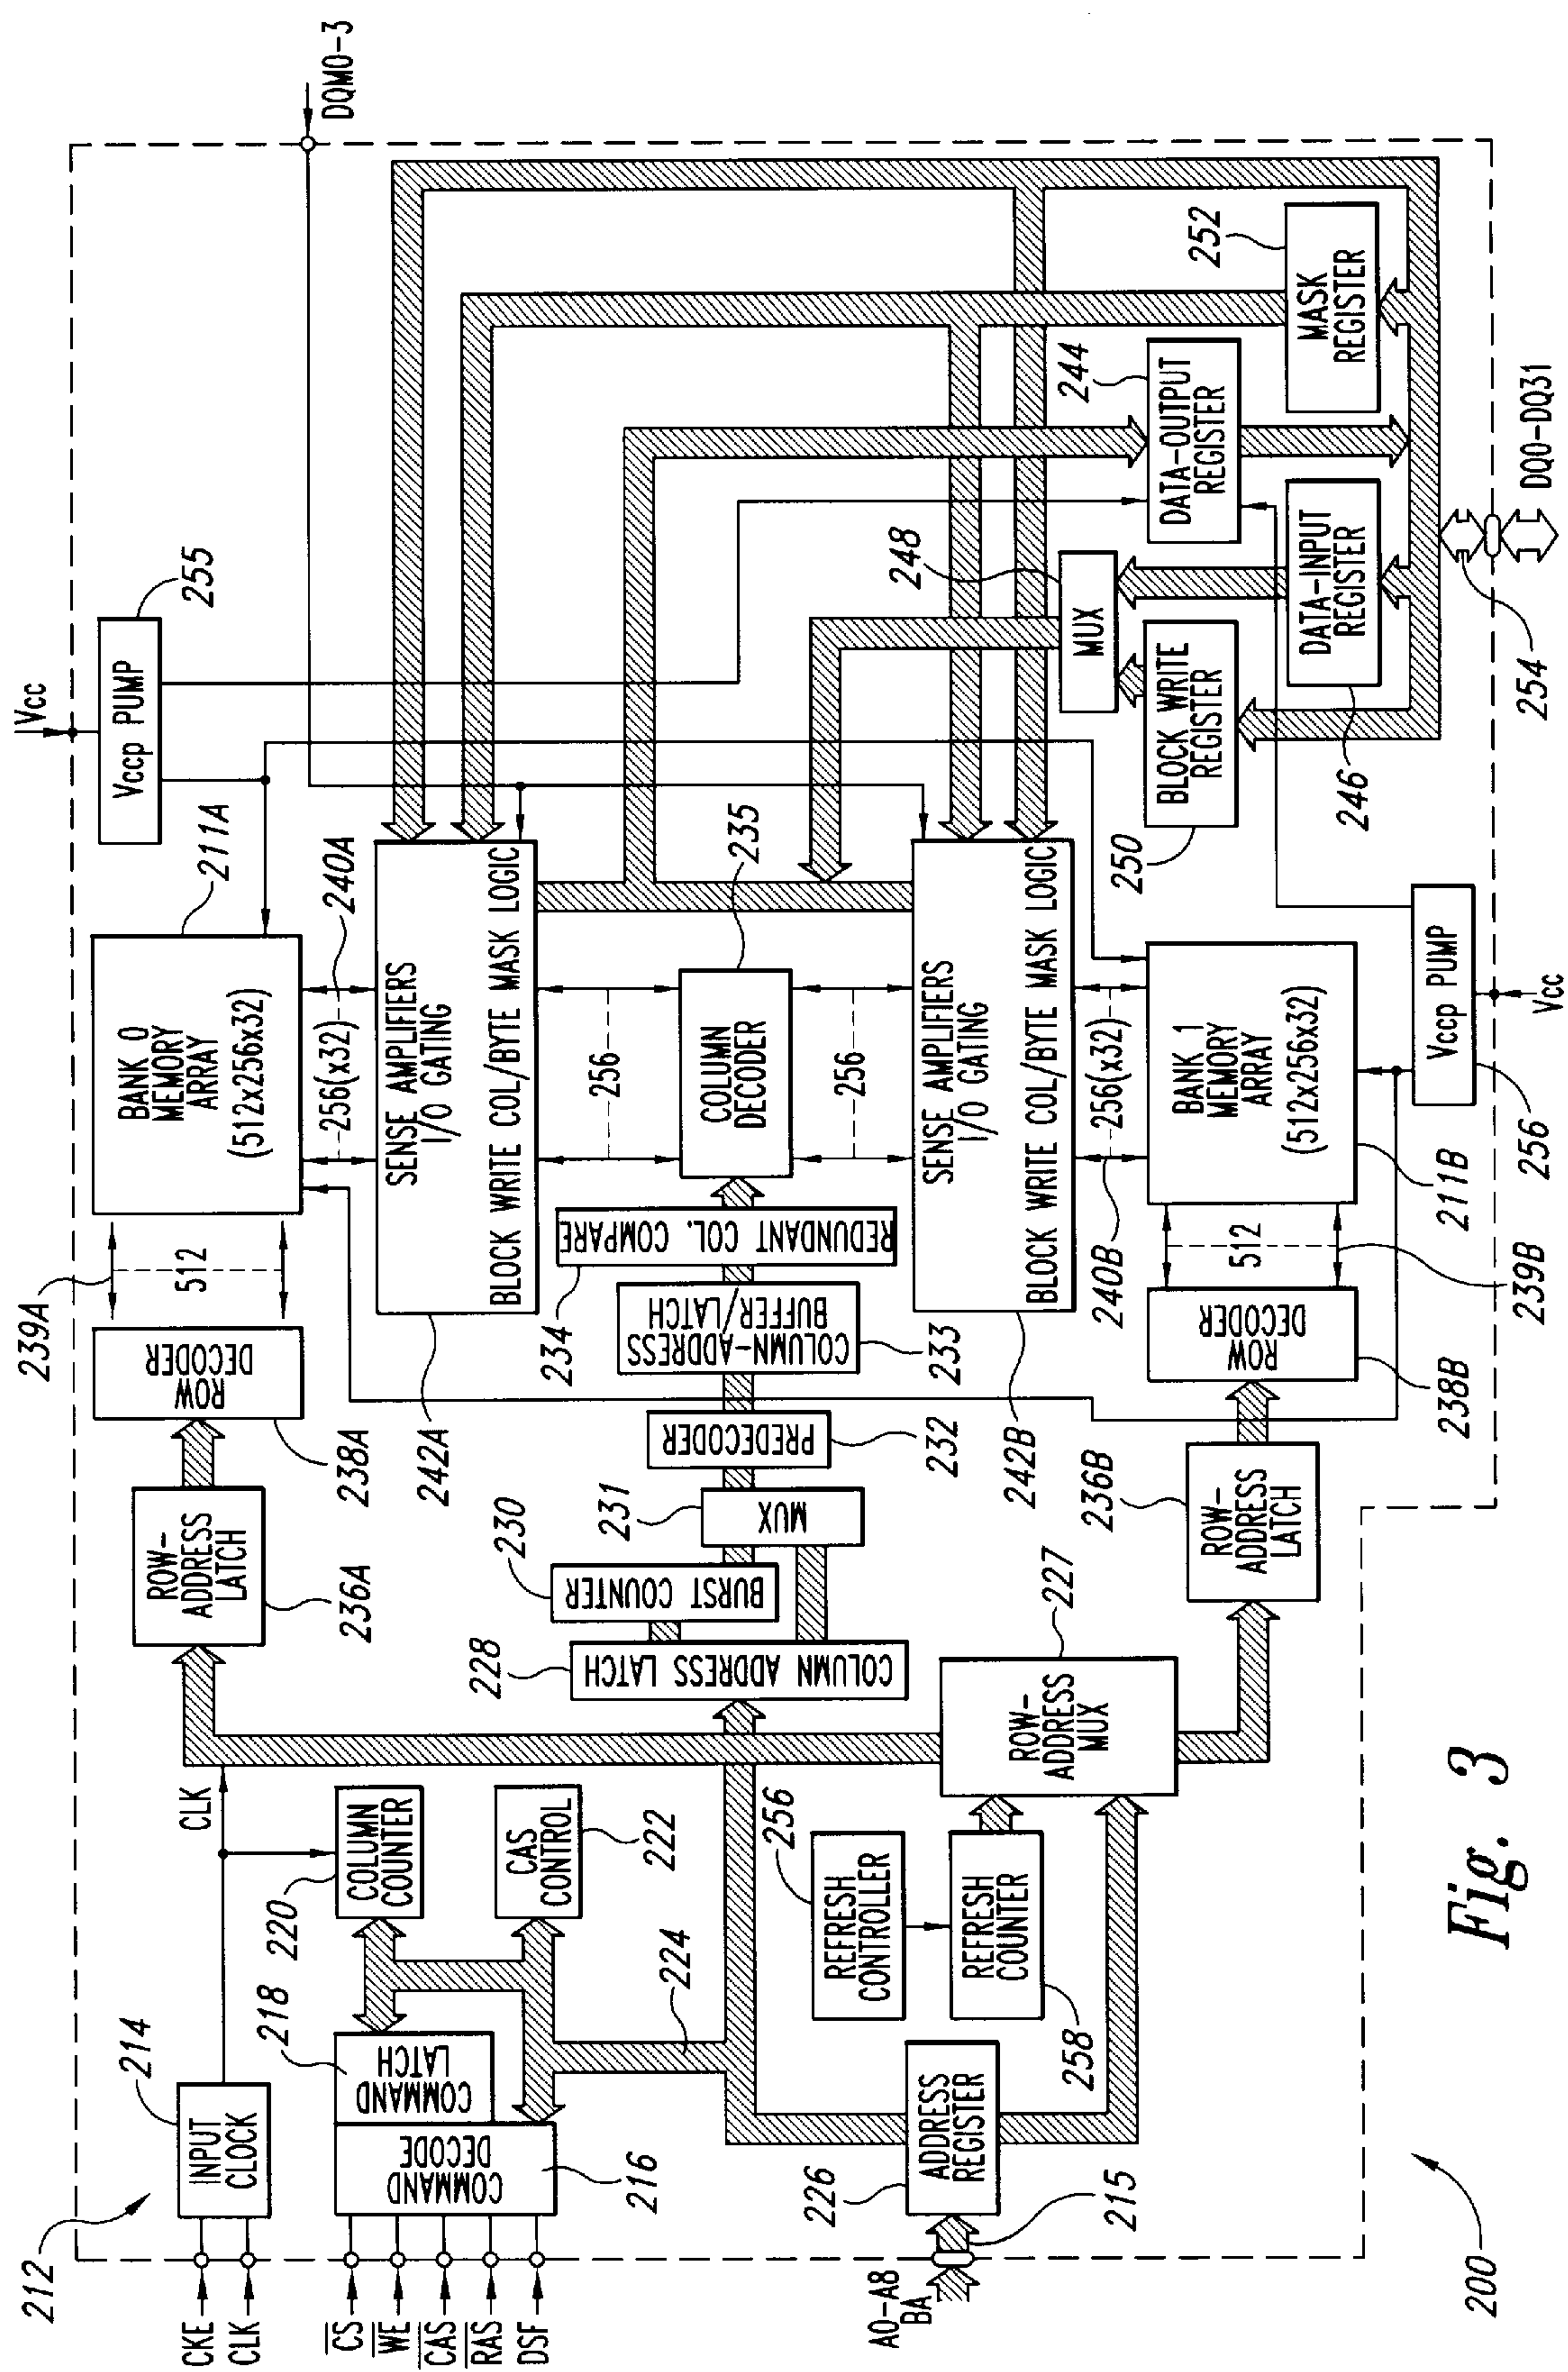 212
CKE
CLK
214
INPUT
CLOCK
CLK
CS
WE
CAS
RAS
DSF
COMMAND
DECODE
216
218
COMMAND
LATCH
220
COLUMN
COUNTER
CAS
CONTROL
222
224
A0-A8
BA
215
226
ADDRESS
REGISTER
256
REFRESH
CONTROLLER
REFRESH
COUNTER
258
ROW-
ADDRESS
MUX
227
228
COLUMN ADDRESS LATCH
230
BURST COUNTER
231
MUX
PREDECODER
232
COLUMN-ADDRESS
BUFFER/LATCH
233
234
REDUNDANT COL. COMPARE
COLUMN
DECODER
235
ROW-
ADDRESS
LATCH
236A
ROW
DECODER
238A
239A
512
BANK 0
MEMORY
ARRAY
(512x256x32)
211A
256(x32)
240A
SENSE AMPLIFIERS
I/O GATING
BLOCK WRITE COL/BYTE MASK LOGIC
242A
256
256
SENSE AMPLIFIERS
I/O GATING
BLOCK WRITE COL/BYTE MASK LOGIC
242B
240B
256(x32)
236B
ROW-
ADDRESS
LATCH
ROW
DECODER
238B
512
239B
BANK 1
MEMORY
ARRAY
(512x256x32)
211B
Vcc
Vccp PUMP
255
Vccp PUMP
256
Vcc
DQM0-3
248
MUX
BLOCK WRITE
REGISTER
250
244
DATA-OUTPUT
REGISTER
DATA-INPUT
REGISTER
246
252
MASK
REGISTER
254
DQ0-DQ31
200
Fig. 3